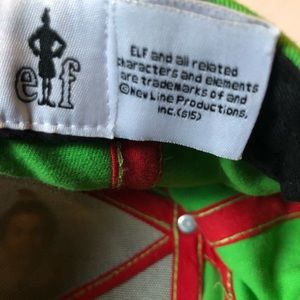 elf
ELF and all related
characters and elements
are trademarks of and
©New Line Productions,
Inc.(s15)